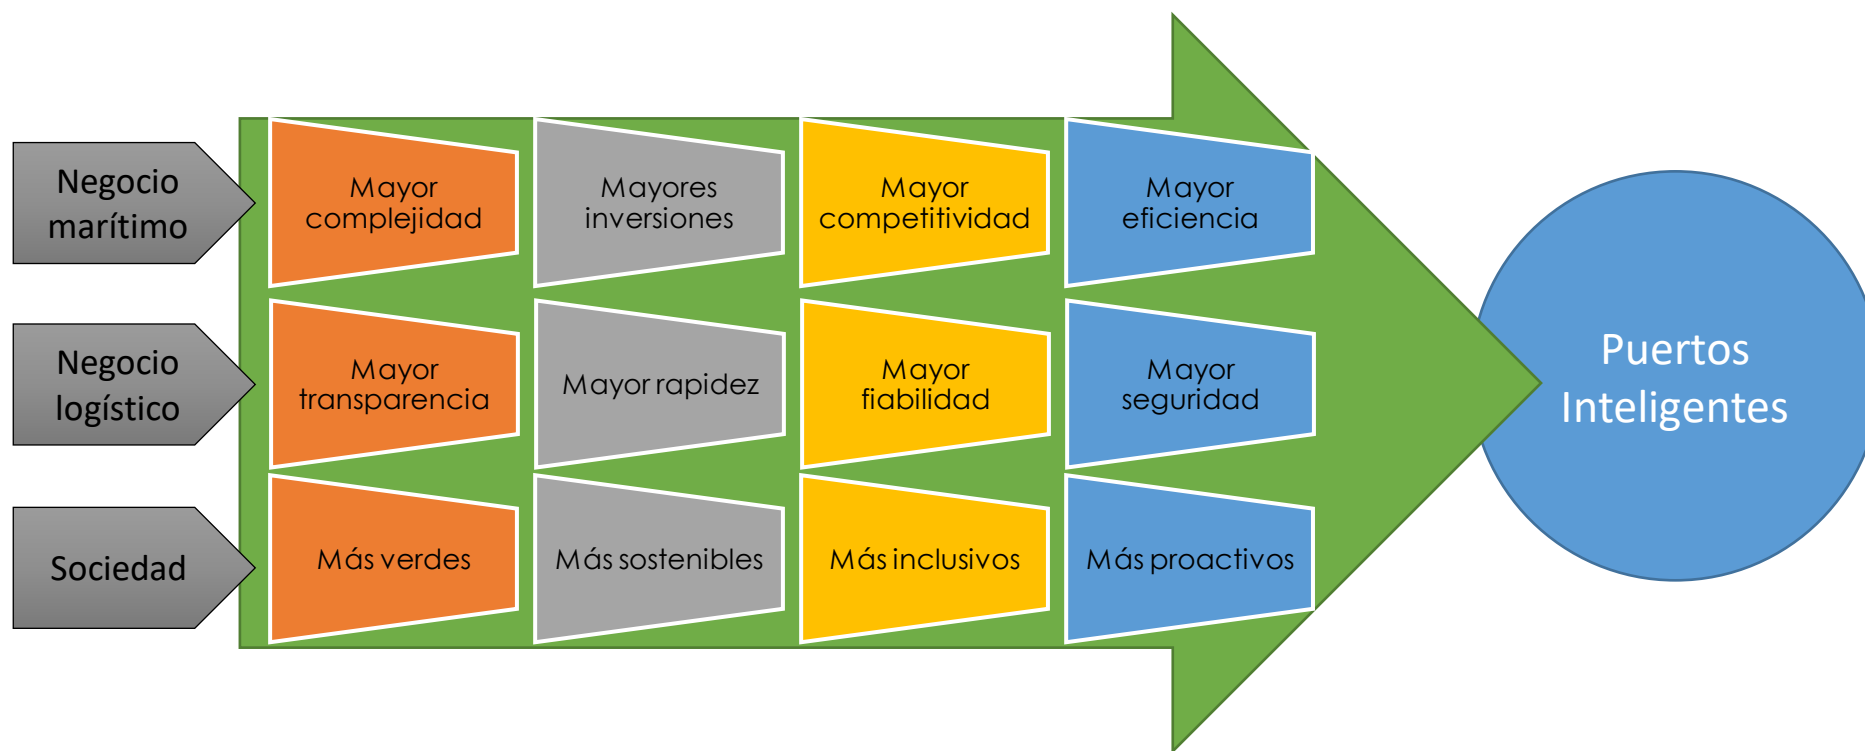 Negocio
marítimo
Mayor
complejidad
Mayores
inversiones
Mayor
competitividad
Mayor
eficiencia
Negocio
logístico
Mayor
transparencia
Mayor rapidez
Mayor
fiabilidad
Mayor
seguridad
Puertos
Inteligentes
Sociedad
Más verdes
Más sostenibles
Más inclusivos
Más proactivos